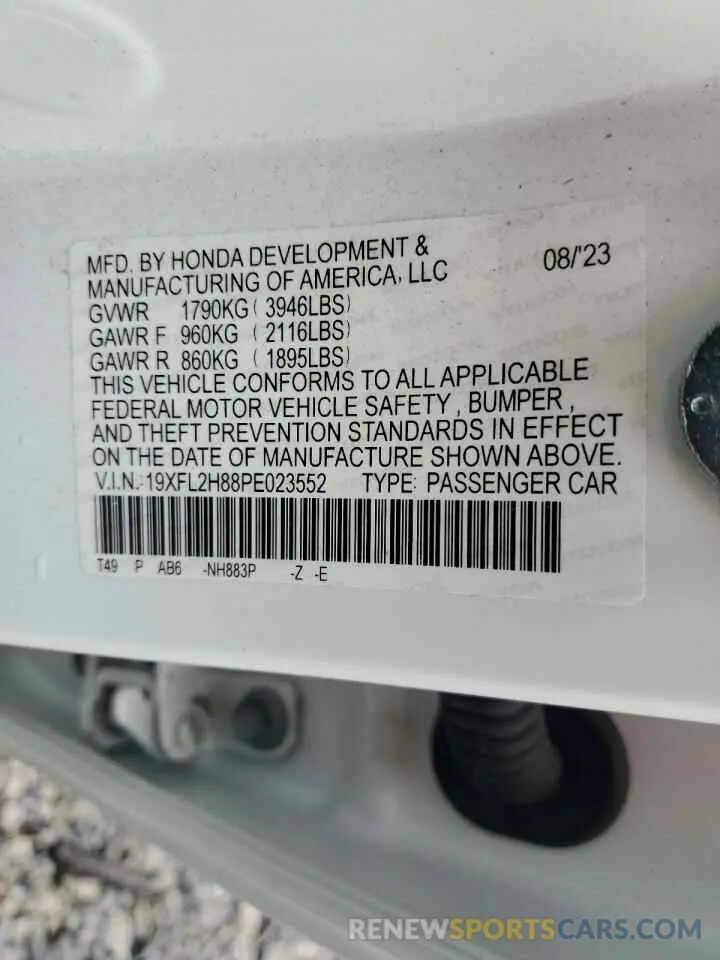 MFD. BY HONDA DEVELOPMENT & 08/'23
MANUFACTURING OF AMERICA, LLC
GVWR 1790KG ( 3946LBS)
GAWR F 960KG ( 2116LBS)
GAWR R 860KG ( 1895LBS)
THIS VEHICLE CONFORMS TO ALL APPLICABLE
FEDERAL MOTOR VEHICLE SAFETY , BUMPER ,
AND THEFT PREVENTION STANDARDS IN EFFECT
ON THE DATE OF MANUFACTURE SHOWN ABOVE.
V.I.N.:19XFL2H88PE023552 TYPE: PASSENGER CAR
T49 P AB6 -NH883P -Z -E
RENEWSPORTSCARS.COM